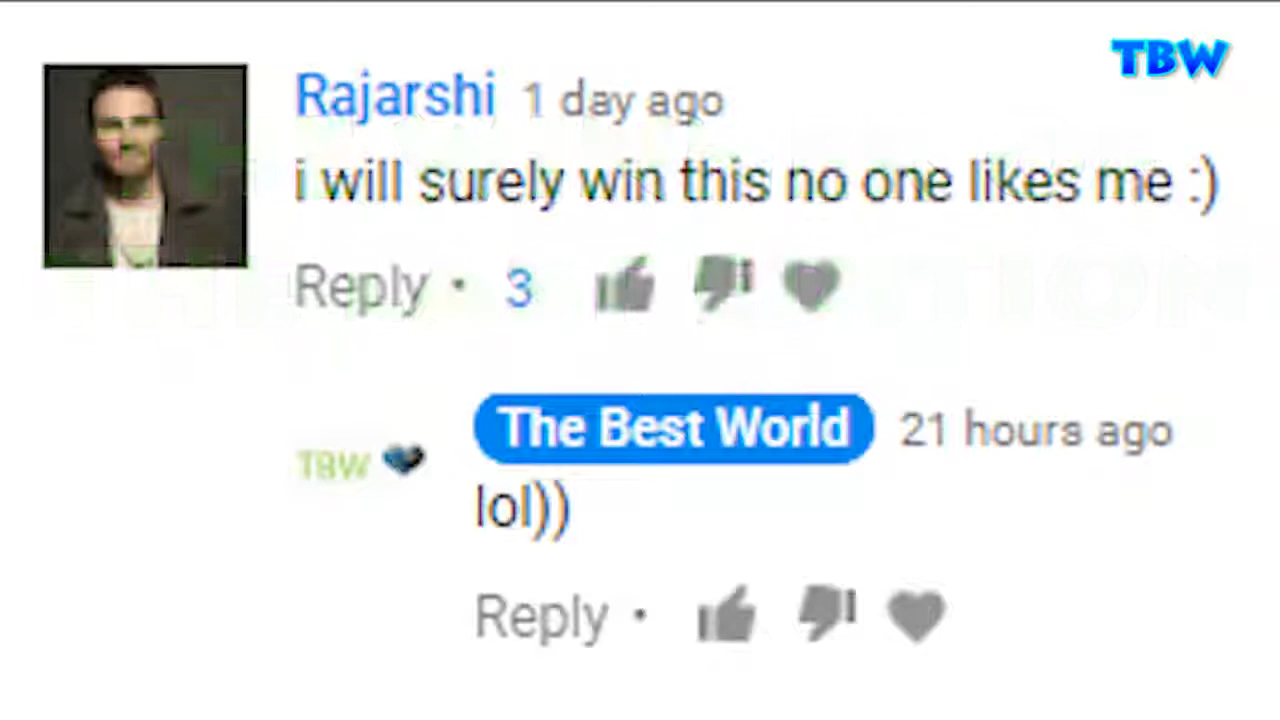 TBW
Rajarshi 1 day ago
i will surely win this no one likes me :)
Reply • 3
The Best World 21 hours ago
TBW
lol))
Reply •